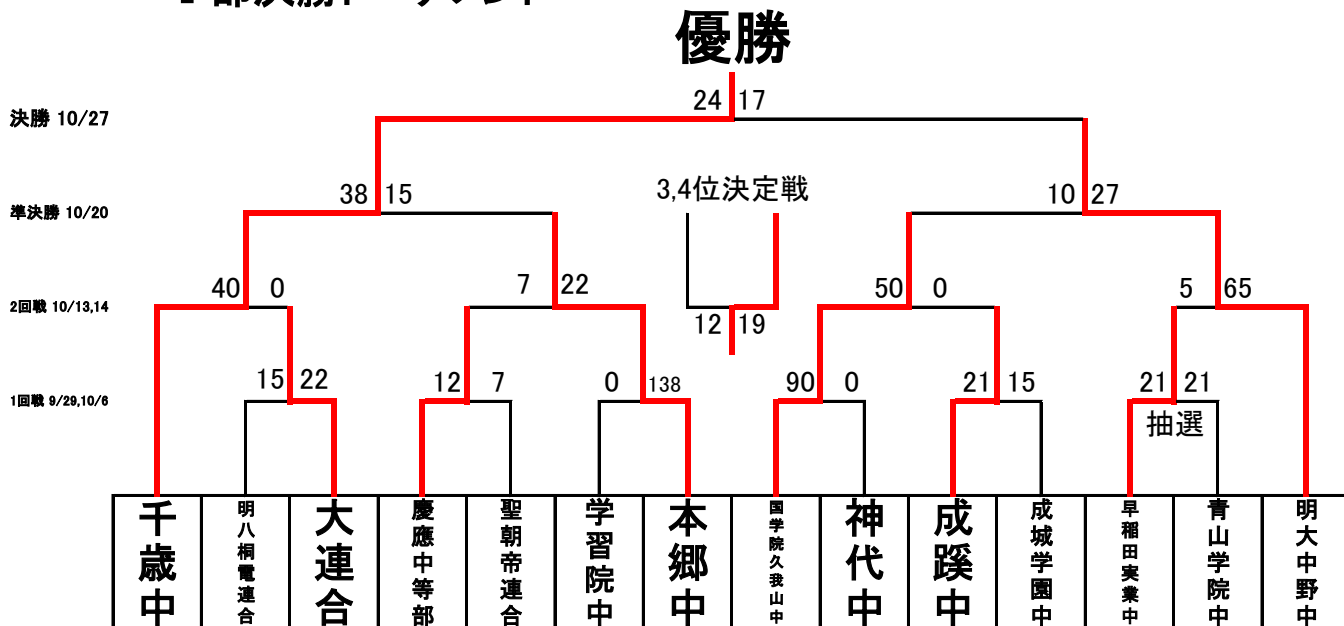 優勝
24 17
決勝 10/27
38 15
3,4位決定戦
10 27
準決勝 10/20
40 0
7 22
50 0
5 65
2回戦 10/13,14
12 19
15 22
12 7
0 138
90 0
21 15
21 21
1回戦 9/29,10/6
抽選
千歳中
明八桐電連合
大連合
慶應中等部
聖朝帝連合
学習院中
本郷中
国学院久我山中
神代中
成蹊中
成城学園中
早稲田実業中
青山学院中
明大中野中